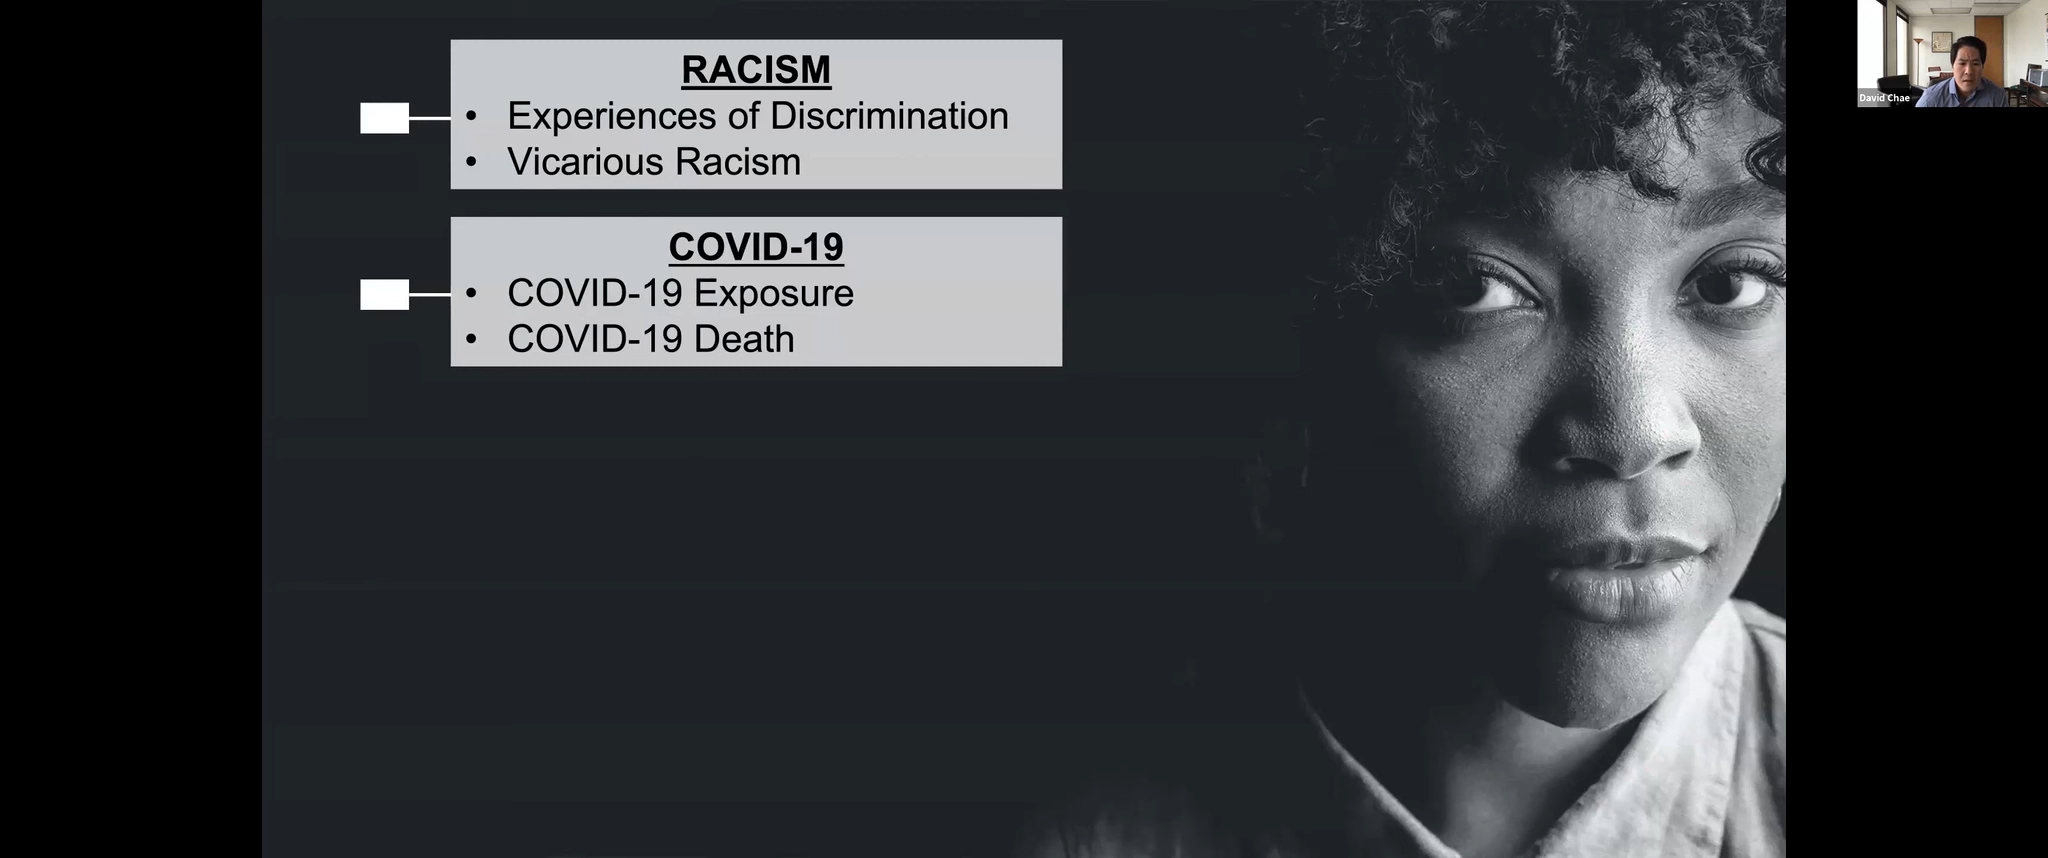 RACISM
• Experiences of Discrimination
• Vicarious Racism
COVID-19
• COVID-19 Exposure
• COVID-19 Death
David Chae